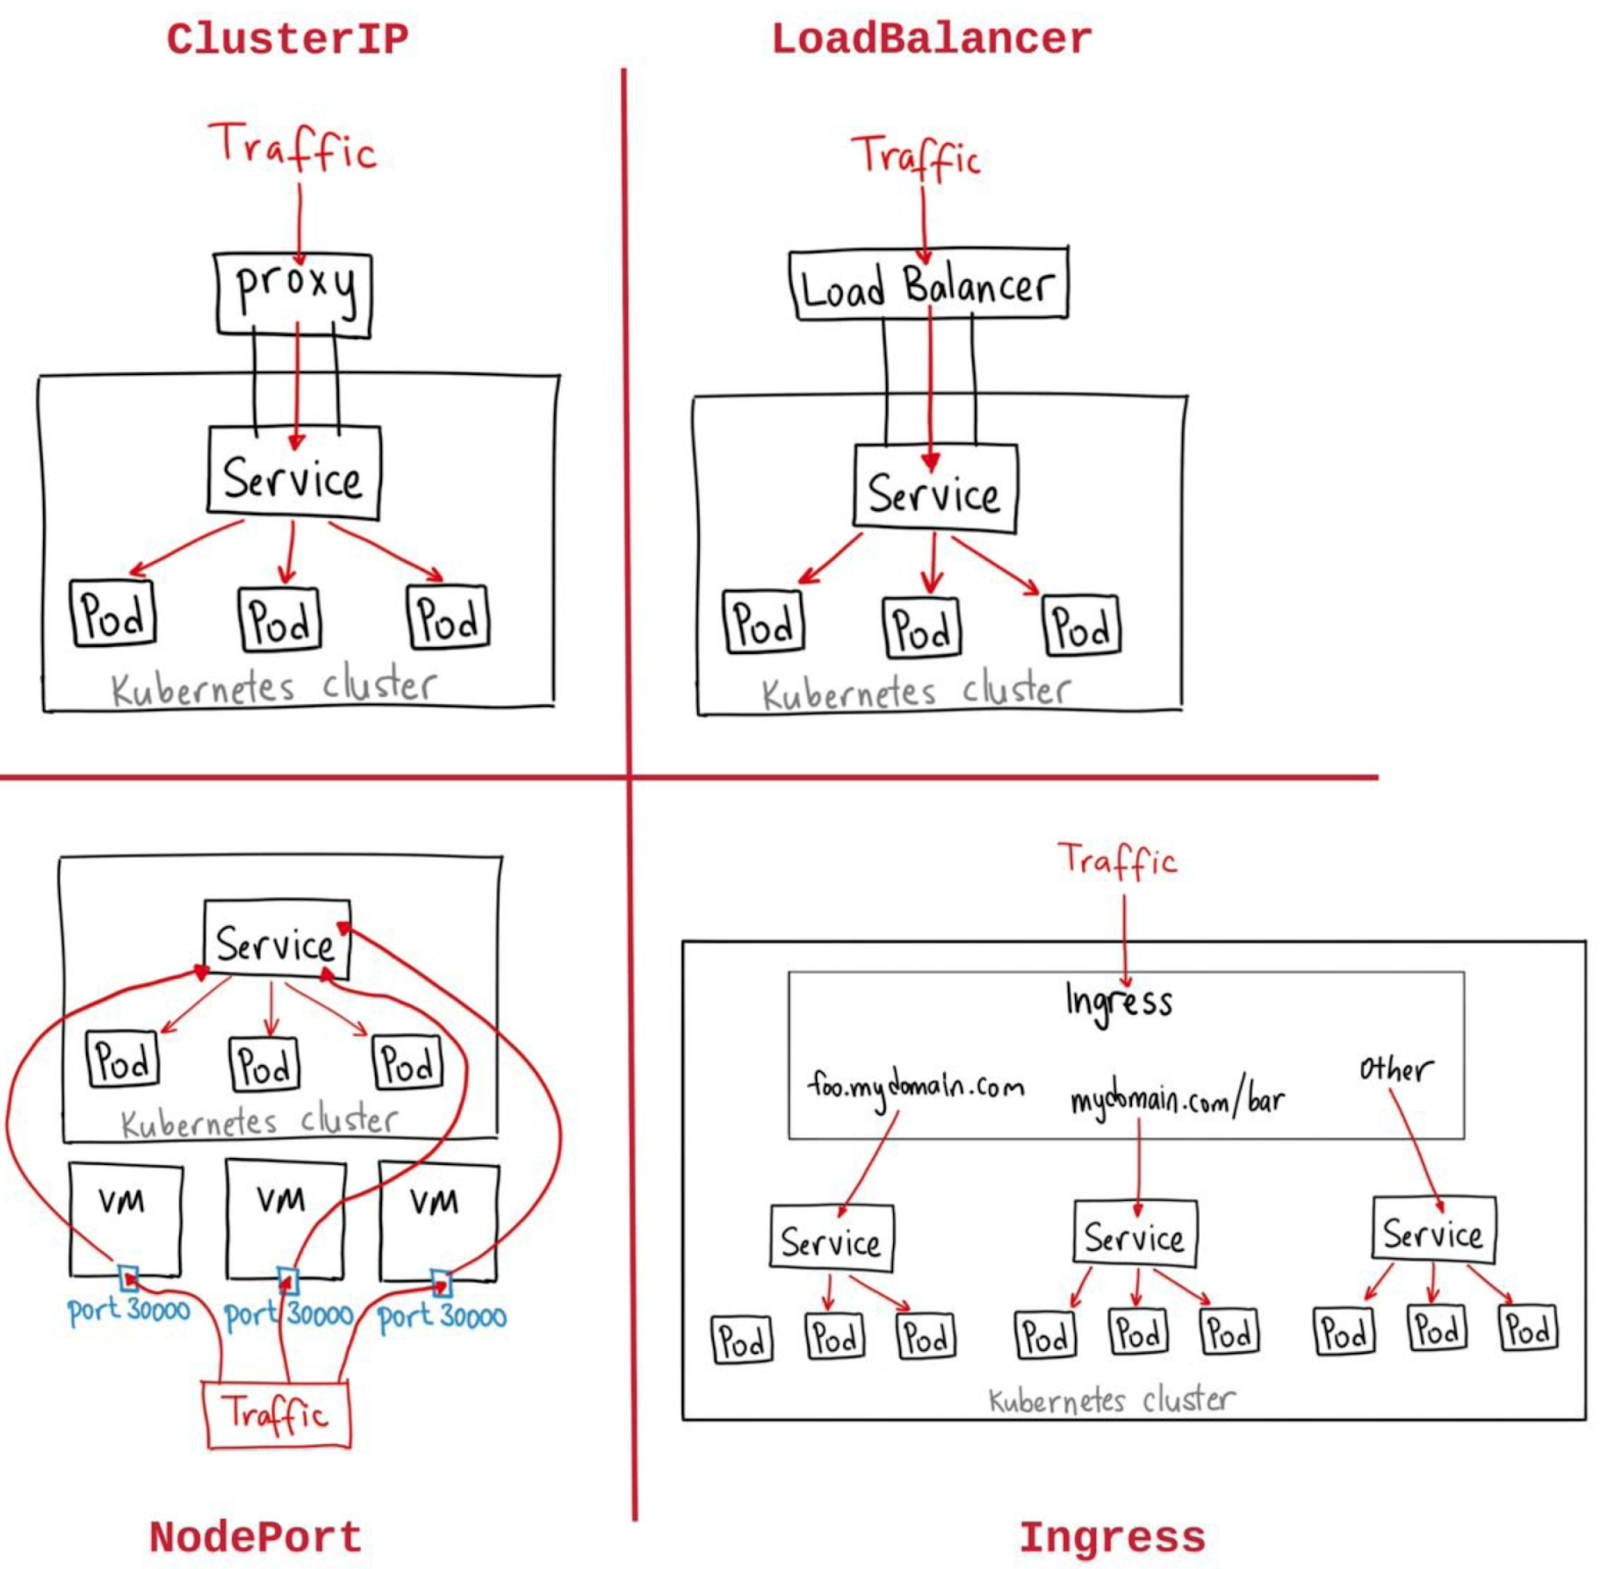 ClusterIP
Traffic
proxy
Service
Pod Pod Pod
Kubernetes cluster
LoadBalancer
Traffic
Load Balancer
Service
Pod Pod Pod
Kubernetes cluster
Service
Pod Pod Pod
Kubernetes cluster
VM VM VM
port 30000 port 30000 port 30000
Traffic
NodePort
Traffic
Ingress
foo.mydomain.com mydomain.com/bar Other
Service Service Service
Pod Pod Pod Pod Pod Pod Pod Pod Pod
Kubernetes cluster
Ingress